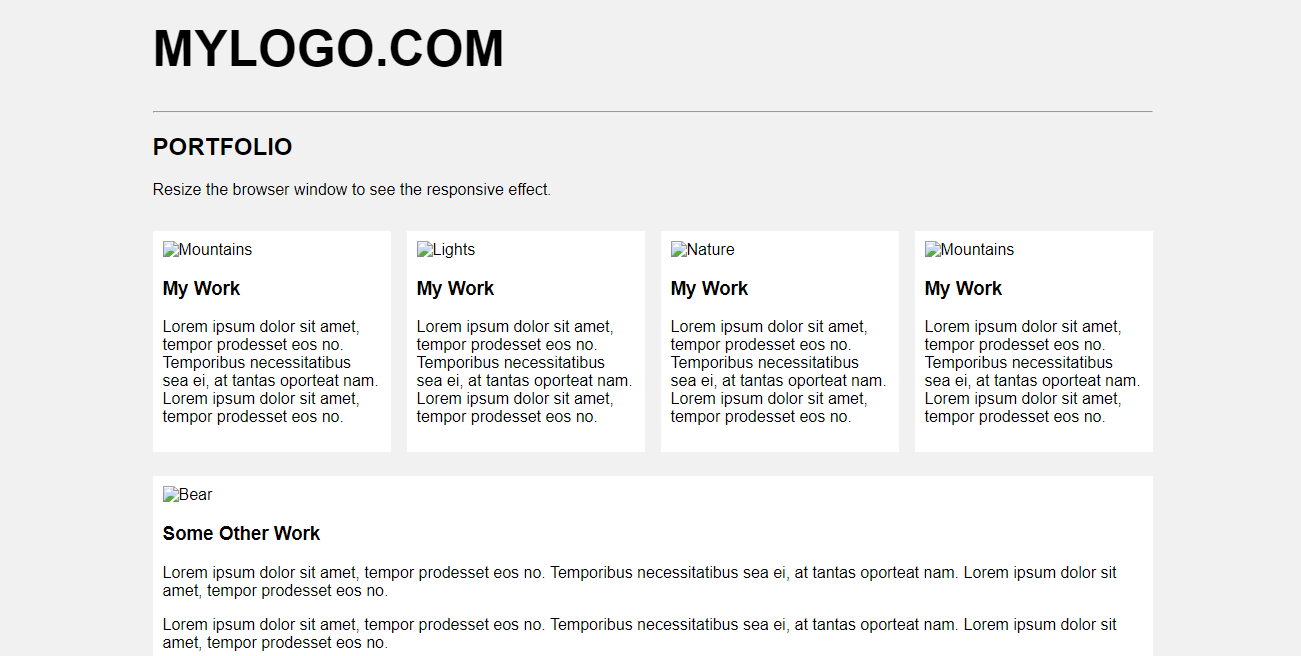 MYLOGO.COM
PORTFOLIO
Resize the browser window to see the responsive effect.
Mountains
My Work
Lorem ipsum dolor sit amet,
tempor prodesset eos no.
Temporibus necessitatibus
sea ei, at tantas oporteat nam.
Lorem ipsum dolor sit amet,
tempor prodesset eos no.
Lights
My Work
Lorem ipsum dolor sit amet,
tempor prodesset eos no.
Temporibus necessitatibus
sea ei, at tantas oporteat nam.
Lorem ipsum dolor sit amet,
tempor prodesset eos no.
Nature
My Work
Lorem ipsum dolor sit amet,
tempor prodesset eos no.
Temporibus necessitatibus
sea ei, at tantas oporteat nam.
Lorem ipsum dolor sit amet,
tempor prodesset eos no.
Mountains
My Work
Lorem ipsum dolor sit amet,
tempor prodesset eos no.
Temporibus necessitatibus
sea ei, at tantas oporteat nam.
Lorem ipsum dolor sit amet,
tempor prodesset eos no.
Bear
Some Other Work
Lorem ipsum dolor sit amet, tempor prodesset eos no. Temporibus necessitatibus sea ei, at tantas oporteat nam. Lorem ipsum dolor sit
amet, tempor prodesset eos no.
Lorem ipsum dolor sit amet, tempor prodesset eos no. Temporibus necessitatibus sea ei, at tantas oporteat nam. Lorem ipsum dolor sit
amet, tempor prodesset eos no.